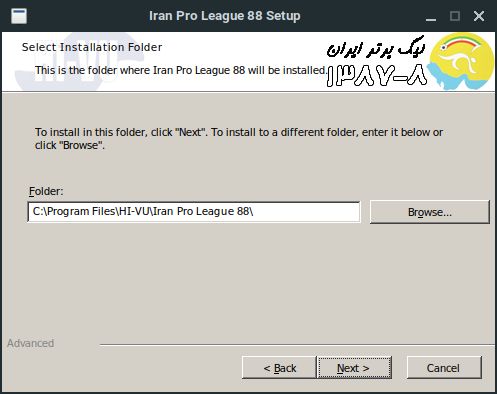 Iran Pro League 88 Setup
Select Installation Folder
This is the folder where Iran Pro League 88 will be installed.
لیگ برتر ایران
۱۳۸۷-۸
To install in this folder, click "Next". To install to a different folder, enter it below or
click "Browse".
Folder:
C:\Program Files\HI-VU\Iran Pro League 88\
Browse...
Advanced
< Back
Next >
Cancel